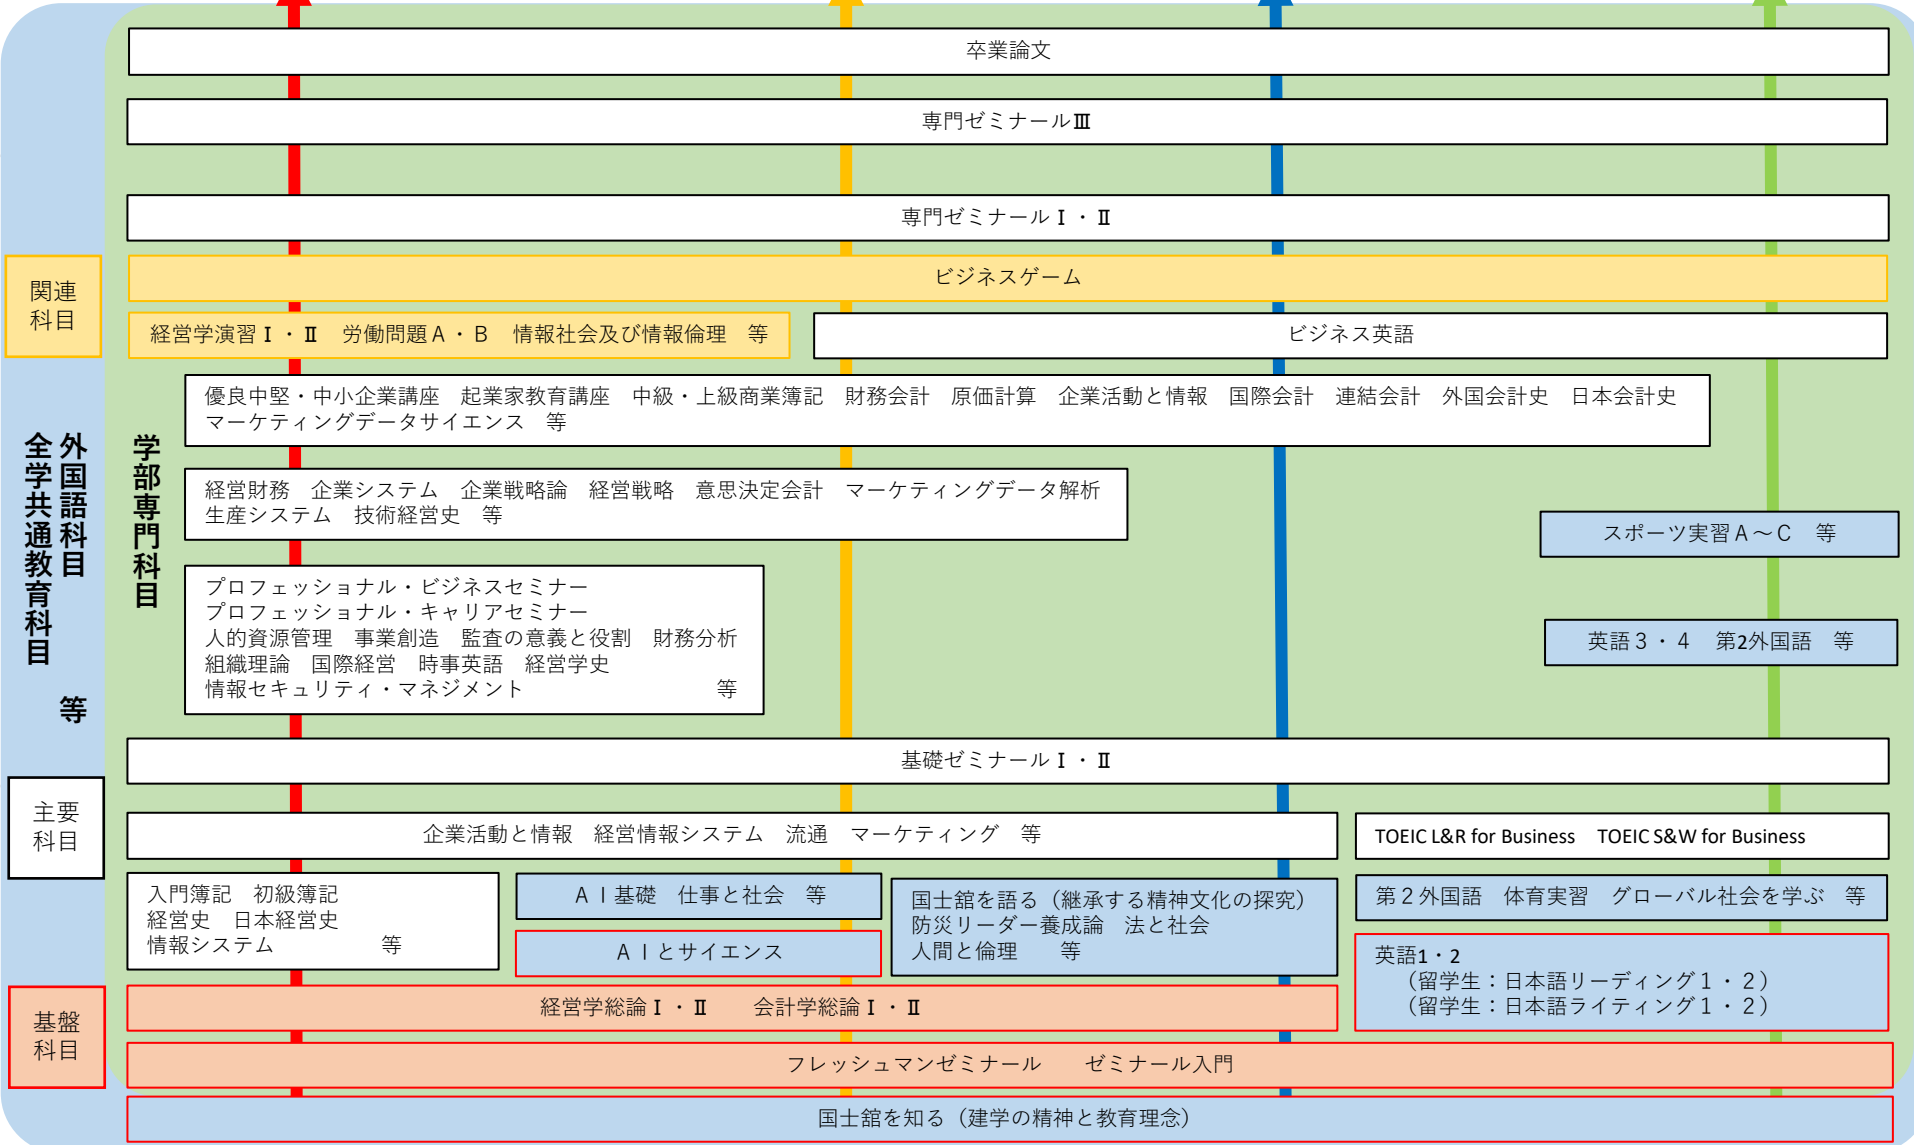 卒業論文
専門ゼミナールⅢ
専門ゼミナールⅠ・Ⅱ
関連
科目
ビジネスゲーム
経営学演習Ⅰ・Ⅱ　労働問題Ａ・Ｂ　情報社会及び情報倫理　等
ビジネス英語
外国語科目　等
全学共通教育科目
学部専門科目
優良中堅・中小企業講座　起業家教育講座　中級・上級商業簿記　財務会計　原価計算　企業活動と情報　国際会計　連結会計　外国会計史　日本会計史
マーケティングデータサイエンス　等
経営財務　企業システム　企業戦略論　経営戦略　意思決定会計　マーケティングデータ解析
生産システム　技術経営史　等
スポーツ実習Ａ～Ｃ　等
プロフェッショナル・ビジネスセミナー
プロフェッショナル・キャリアセミナー
人的資源管理　事業創造　監査の意義と役割　財務分析
組織理論　国際経営　時事英語　経営学史
情報セキュリティ・マネジメント　等
英語３・４　第2外国語　等
基礎ゼミナールⅠ・Ⅱ
主要
科目
企業活動と情報　経営情報システム　流通　マーケティング　等
TOEIC L&R for Business　TOEIC S&W for Business
入門簿記　初級簿記
経営史　日本経営史
情報システム　等
ＡＩ基礎　仕事と社会　等
ＡＩとサイエンス
国士舘を語る（継承する精神文化の探究）
防災リーダー養成論　法と社会
人間と倫理　等
第２外国語　体育実習　グローバル社会を学ぶ　等
英語1・2
（留学生：日本語リーディング１・２）
（留学生：日本語ライティング１・２）
基盤
科目
経営学総論Ⅰ・Ⅱ　会計学総論Ⅰ・Ⅱ
フレッシュマンゼミナール　ゼミナール入門
国士舘を知る（建学の精神と教育理念）